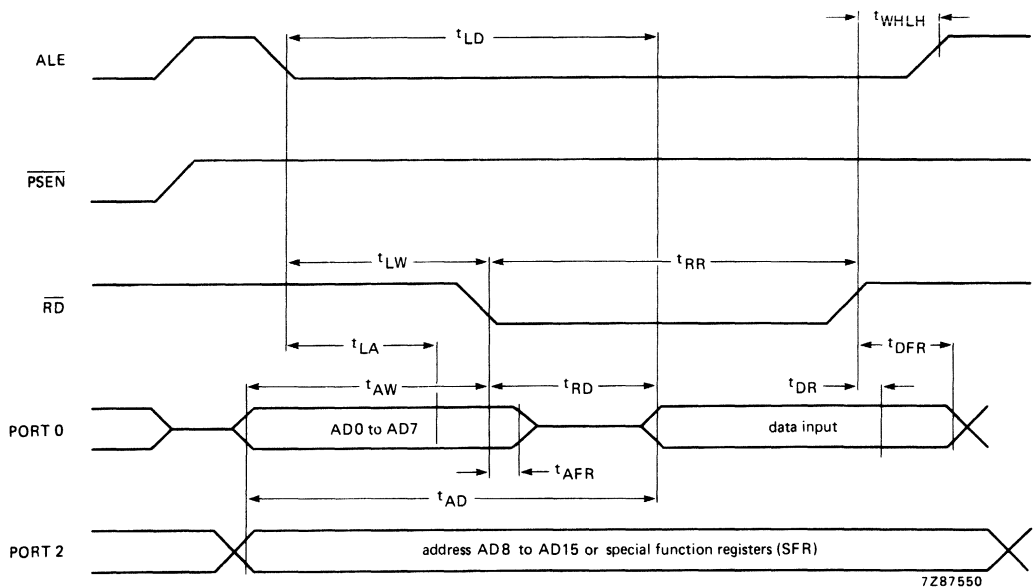 tWHLH
tLD
ALE
PSEN
tLW
tRR
RD
tLA
tDFR
tAW
tRD
tDR
PORT 0
AD0 to AD7
data input
tAFR
tAD
PORT 2
address AD8 to AD15 or special function registers (SFR)
7Z87550